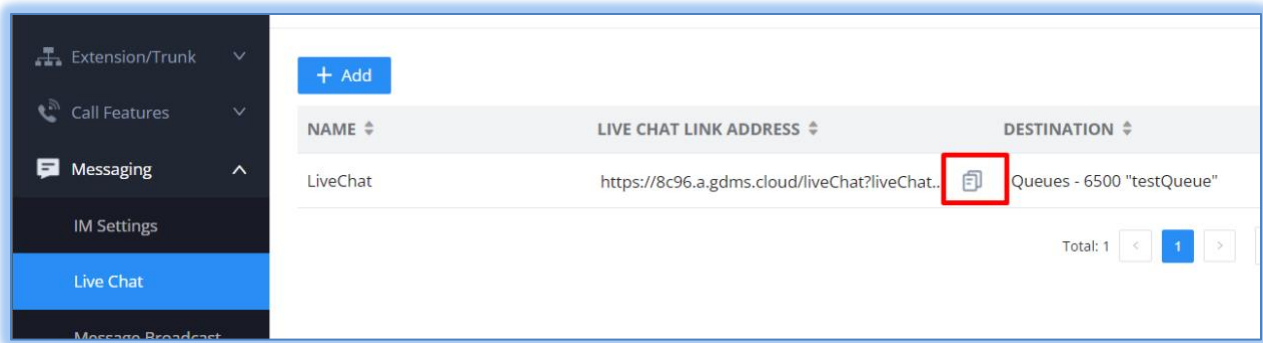 Extension/Trunk
Call Features
Messaging
IM Settings
Live Chat
Message Broadcast
+ Add
NAME LIVE CHAT LINK ADDRESS DESTINATION
LiveChat https://8c96.a.gdms.cloud/liveChat?liveChat... Queues - 6500 "testQueue"
Total: 1 < 1 >